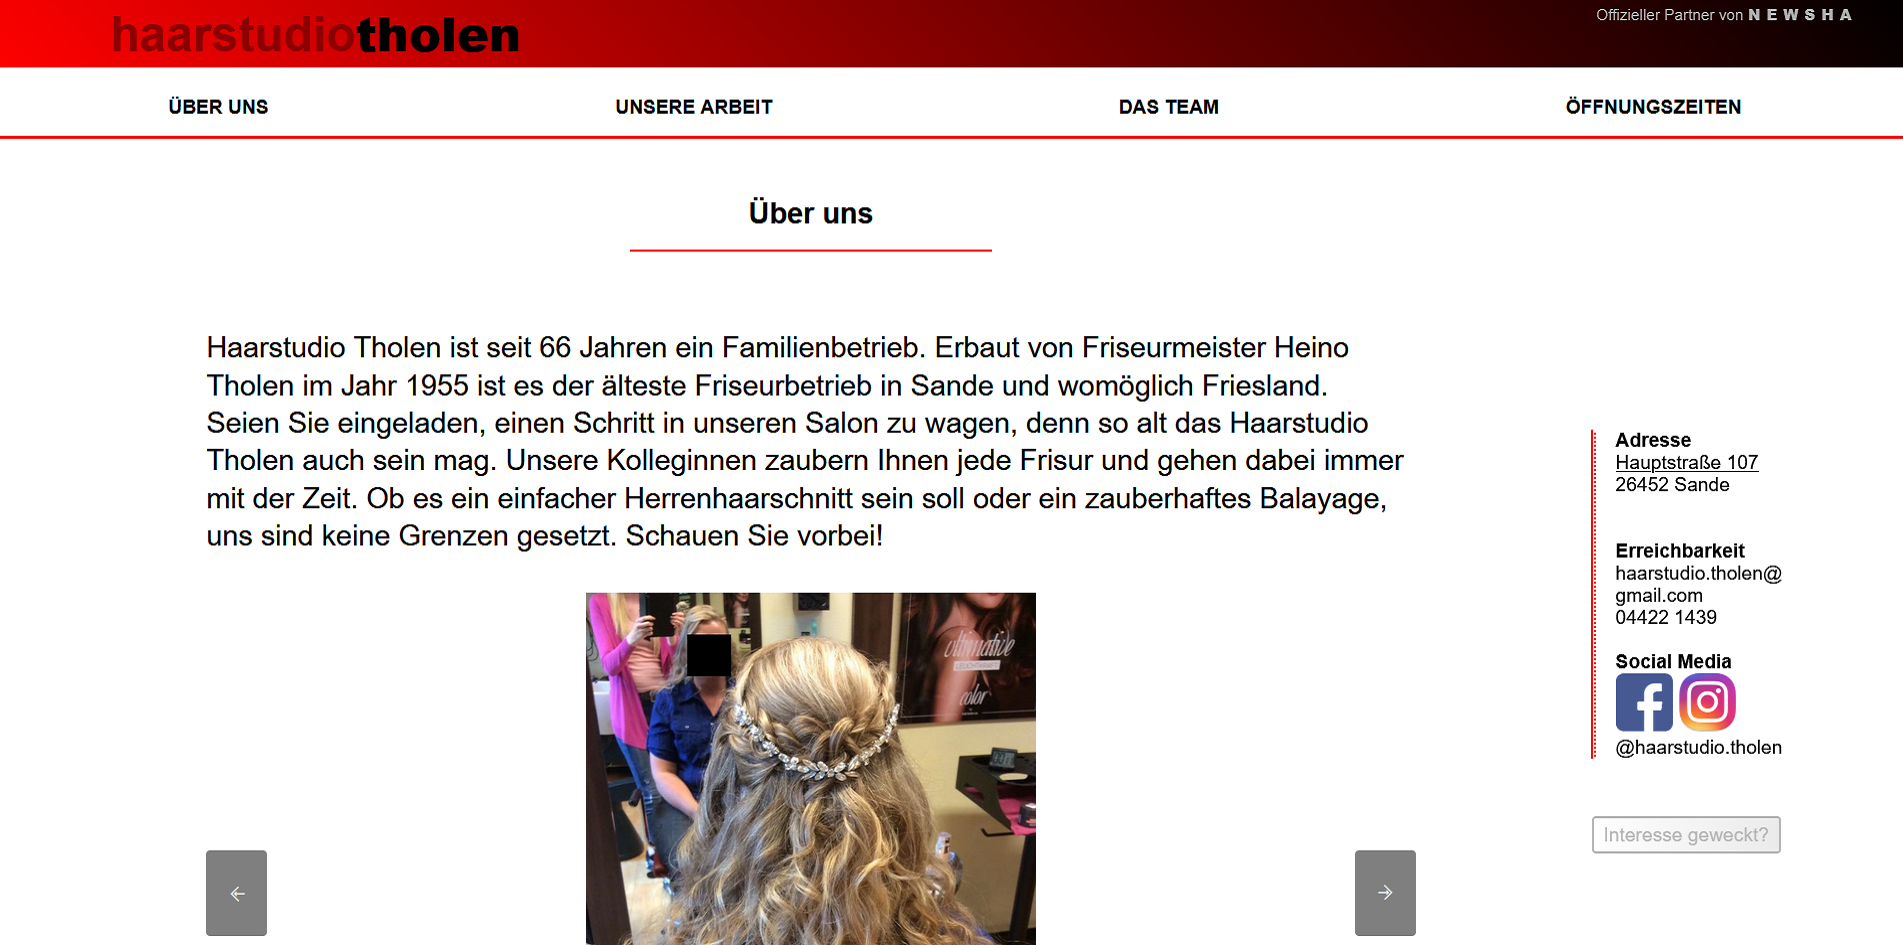 haarstudiotholen
Offizieller Partner von NEWSHA
ÜBER UNS
UNSERE ARBEIT
DAS TEAM
ÖFFNUNGSZEITEN
Über uns
Haarstudio Tholen ist seit 66 Jahren ein Familienbetrieb. Erbaut von Friseurmeister Heino
Tholen im Jahr 1955 ist es der älteste Friseurbetrieb in Sande und womöglich Friesland.
Seien Sie eingeladen, einen Schritt in unseren Salon zu wagen, denn so alt das Haarstudio
Tholen auch sein mag. Unsere Kolleginnen zaubern Ihnen jede Frisur und gehen dabei immer
mit der Zeit. Ob es ein einfacher Herrenhaarschnitt sein soll oder ein zauberhaftes Balayage,
uns sind keine Grenzen gesetzt. Schauen Sie vorbei!
ultimative
LEUCHTKRAFT
color
Adresse
Hauptstraße 107
26452 Sande
Erreichbarkeit
haarstudio.tholen@
gmail.com
04422 1439
Social Media
@haarstudio.tholen
Interesse geweckt?